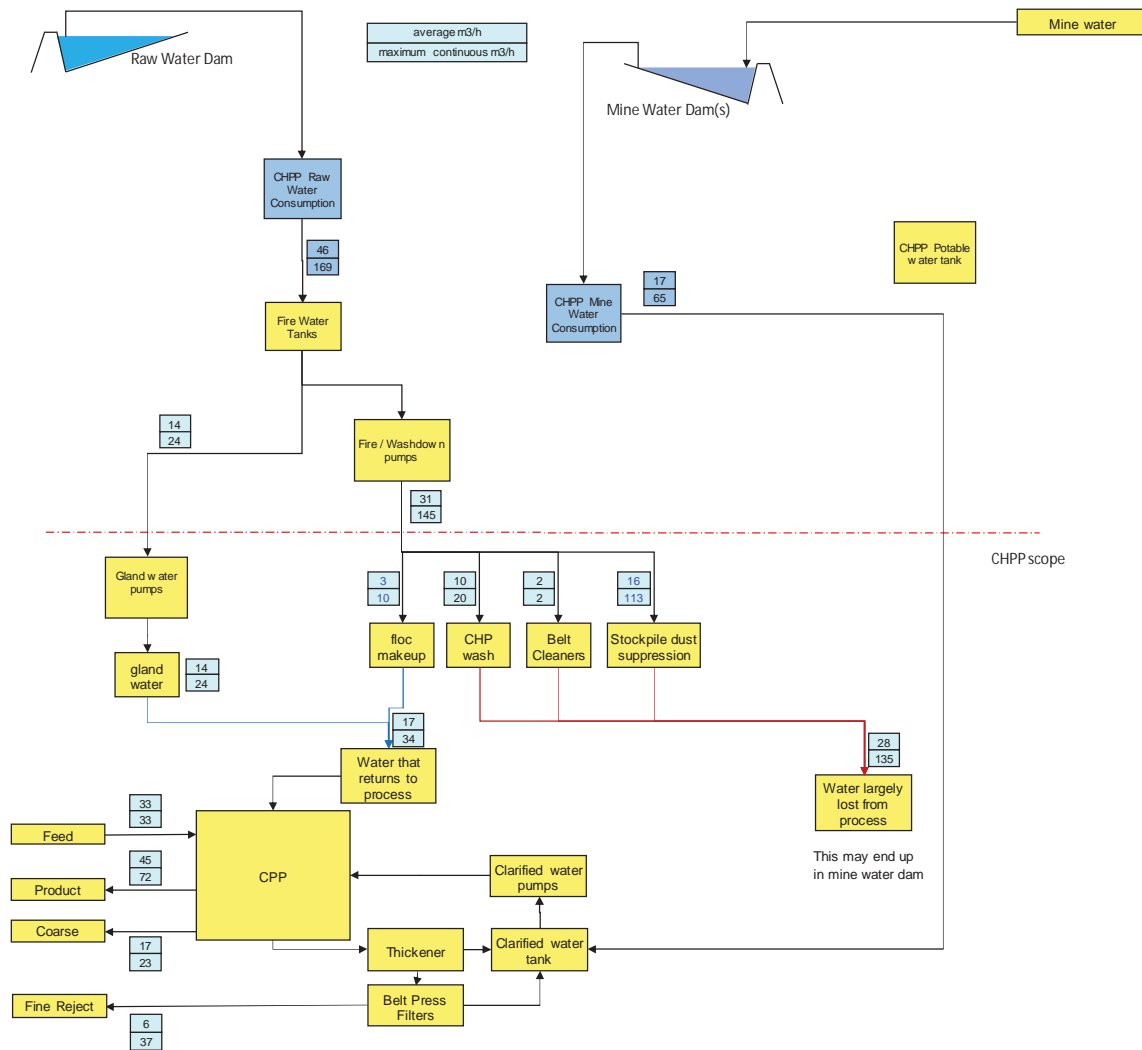 Mine water
average m3/h
maximum continuous m3/h
Raw Water Dam
Mine Water Dam(s)
CHPP Raw
Water
Consumption
CHPP Potable
water tank
46
169
17
65
CHPP Mine
Water
Consumption
Fire Water
Tanks
14
24
Fire / Washdown
pumps
31
145
CHPP scope
Gland water
pumps
3
10
10
20
2
2
16
113
floc
makeup
CHP
wash
Belt
Cleaners
Stockpile dust
suppression
gland
water
14
24
17
34
28
135
Water that
returns to
process
Water largely
lost from
process
33
33
Feed
CPP
This may end up
in mine water dam
45
72
Clarified water
pumps
Product
Coarse
17
23
Thickener
Clarified water
tank
Fine Reject
Belt Press
Filters
6
37